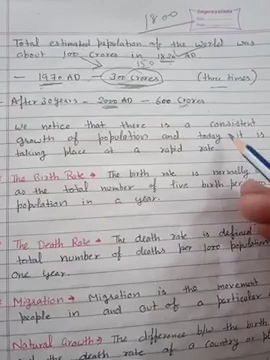 1800
Total estimated population of the world was
about 100 crores in 1820 AD
150
- 1970 AD - 300 crores (three times)
- After 30 years - 2000 AD - 600 crores
We notice that there is a consistent
growth of population and today it is
taking place at a rapid rate
The Birth Rate → The birth rate is normally
as the total number of live birth per
population in a year.
The Death Rate → The death rate is defined
total number of deaths per 1000 population
one year.
Migration → Migration is the movement
people in and out of a particular
Natural Growth → The difference b/w the birth
the death rate of a country or